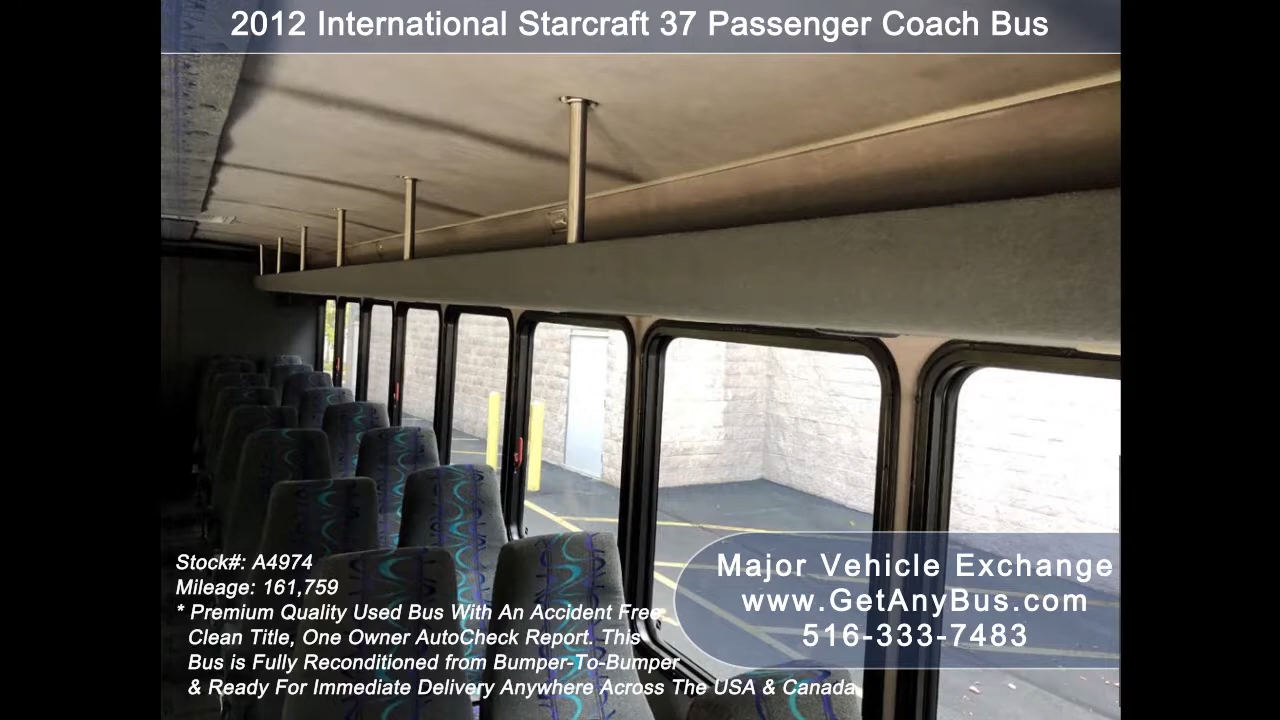 2012 International Starcraft 37 Passenger Coach Bus
Stock#: A4974
Mileage: 161,759
* Premium Quality Used Bus With An Accident Free
Clean Title, One Owner AutoCheck Report. This
Bus is Fully Reconditioned from Bumper-To-Bumper
& Ready For Immediate Delivery Anywhere Across The USA & Canada.
Major Vehicle Exchange
www.GetAnyBus.com
516-333-7483